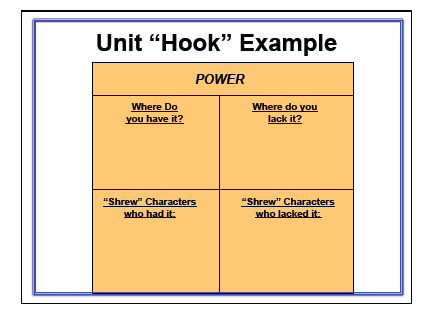 Unit “Hook” Example
POWER
Where Do
you have it?
Where do you
lack it?
“Shrew” Characters
who had it:
“Shrew” Characters
who lacked it: